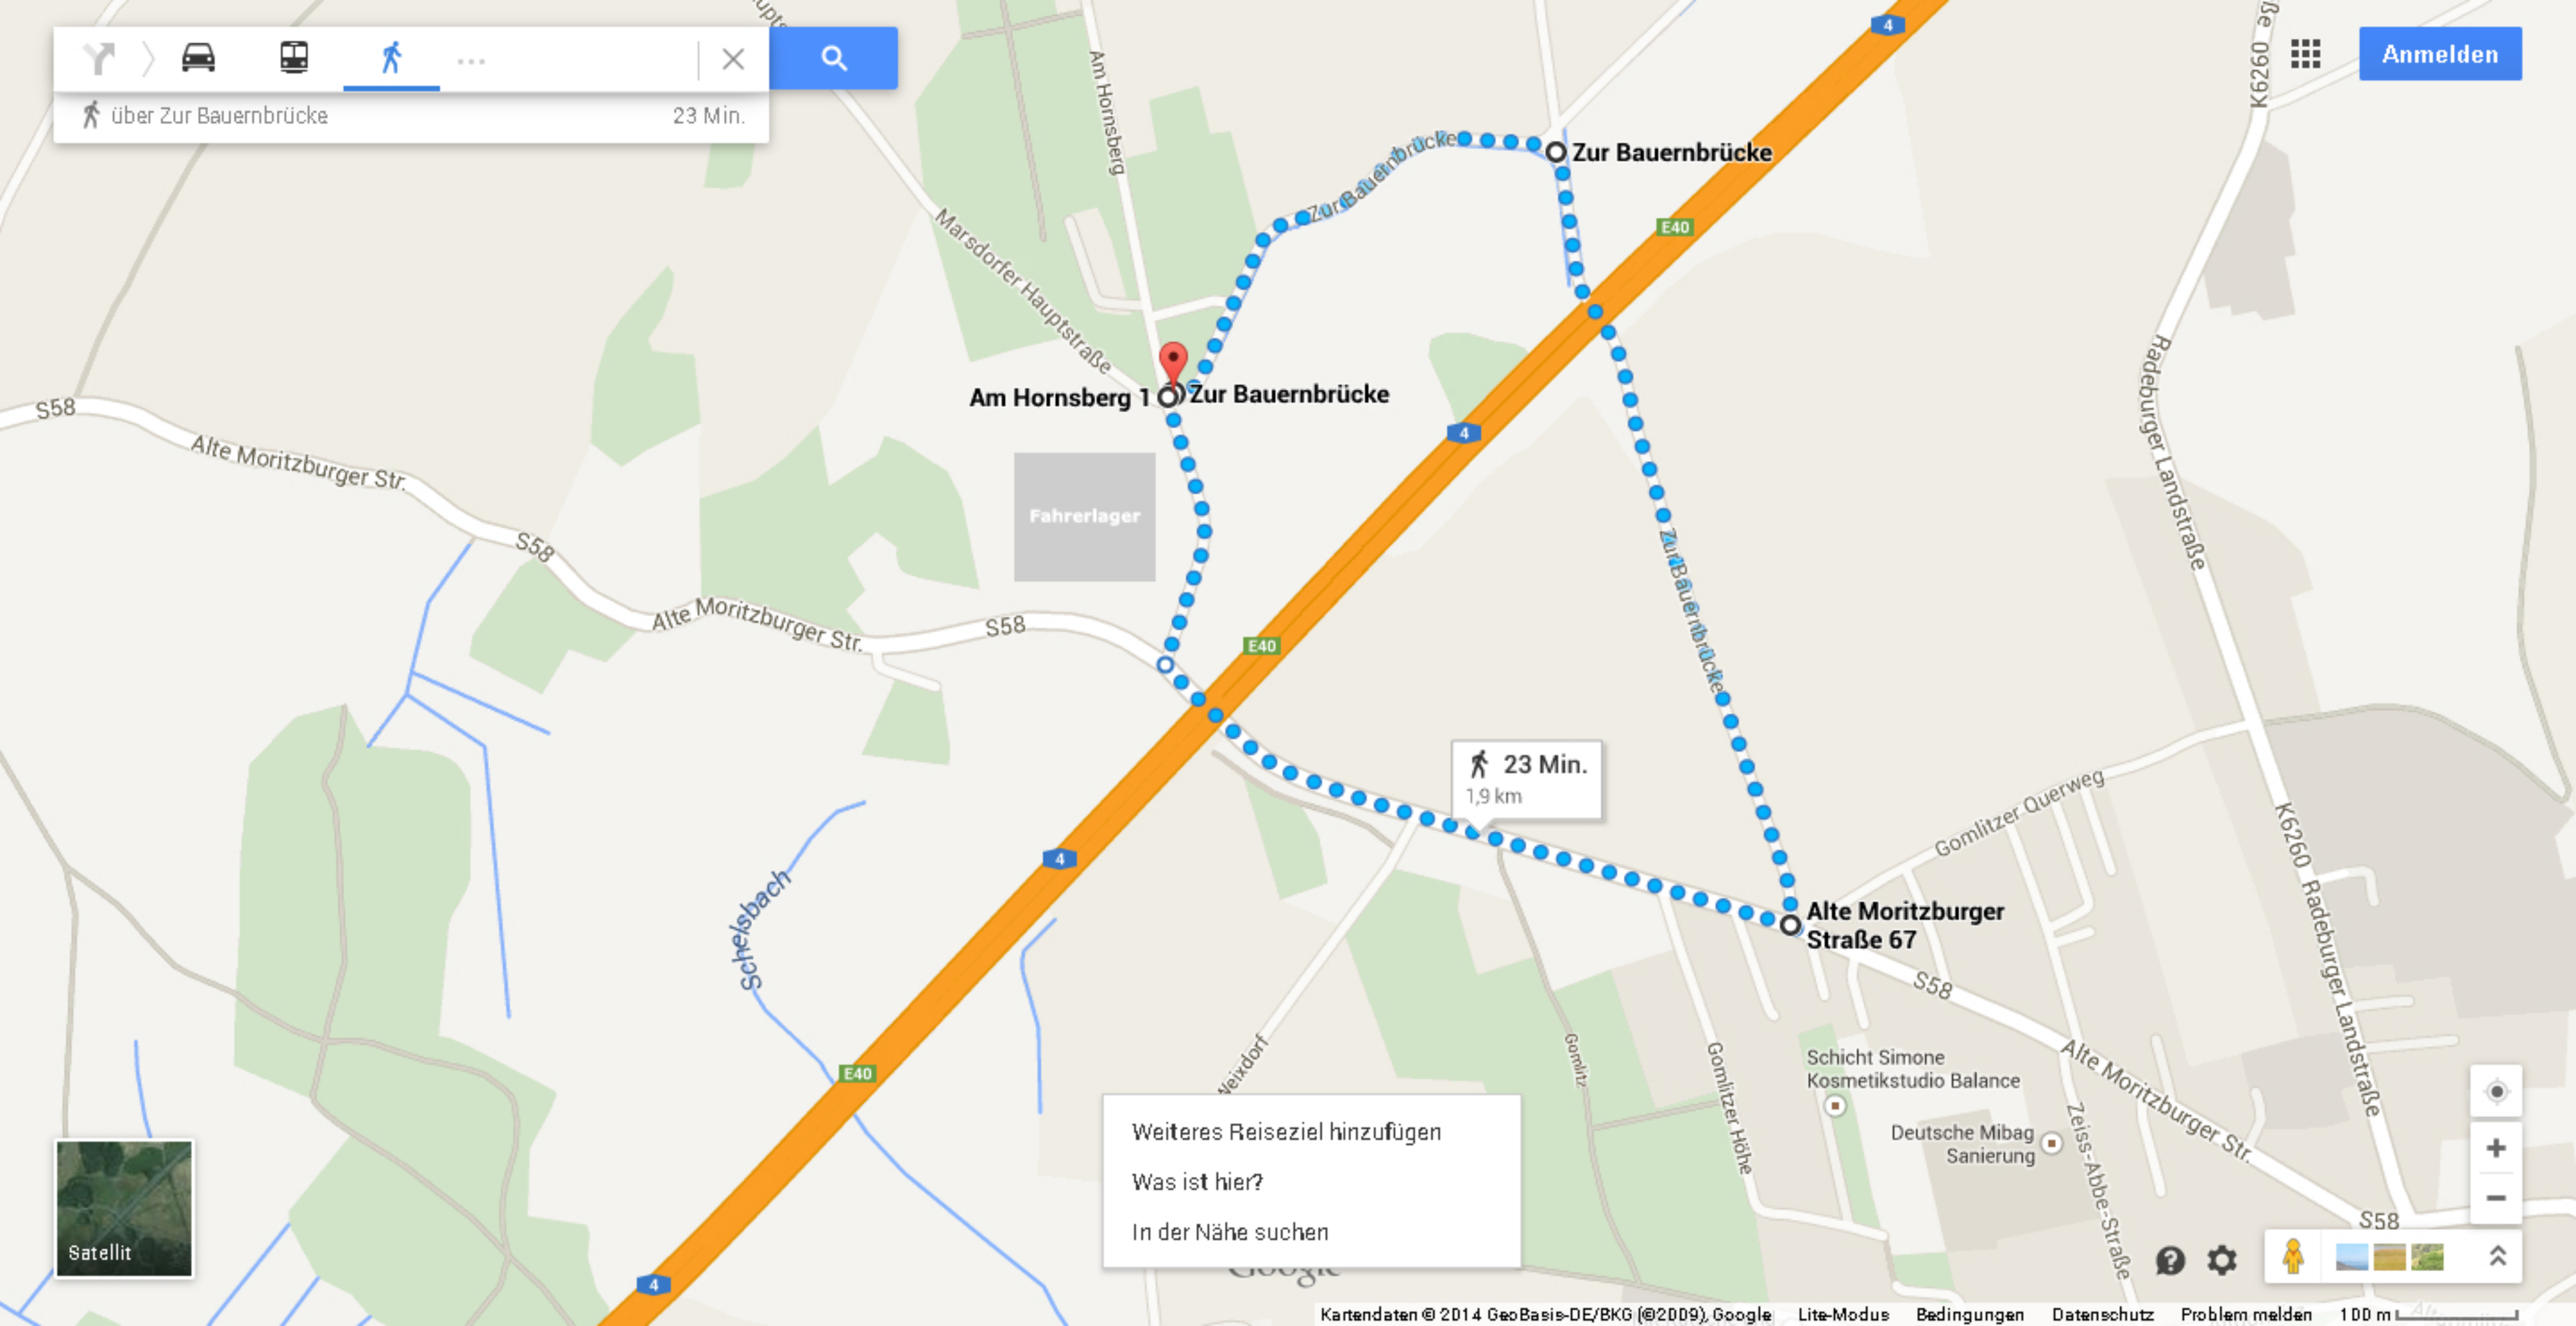 über Zur Bauernbrücke
23 Min.
Anmelden
Am Hornsberg
Marsdorfer Hauptstraße
Zur Bauernbrücke
Zur Bauernbrücke
4
K6260
E40
Am Hornsberg 1
Zur Bauernbrücke
S58
Alte Moritzburger Str.
4
Radeburger Landstraße
Fahrerlager
S58
Alte Moritzburger Str.
S58
E40
Zur Bauernbrücke
23 Min.
1,9 km
Gomlitzer Querweg
K6260
Radeburger Landstraße
4
Schelsbach
Alte Moritzburger
Straße 67
S58
E40
Weixdorf
Gomlitz
Gomlitzer Höhe
Schicht Simone
Kosmetikstudio Balance
Alte Moritzburger Str.
Deutsche Mibag
Sanierung
Zeiss-Abbe-Straße
Weiteres Reiseziel hinzufügen
Was ist hier?
In der Nähe suchen
Satellit
S58
4
Google
Kartendaten © 2014 GeoBasis-DE/BKG (©2009), Google
Lite-Modus
Bedingungen
Datenschutz
Problem melden
100 m